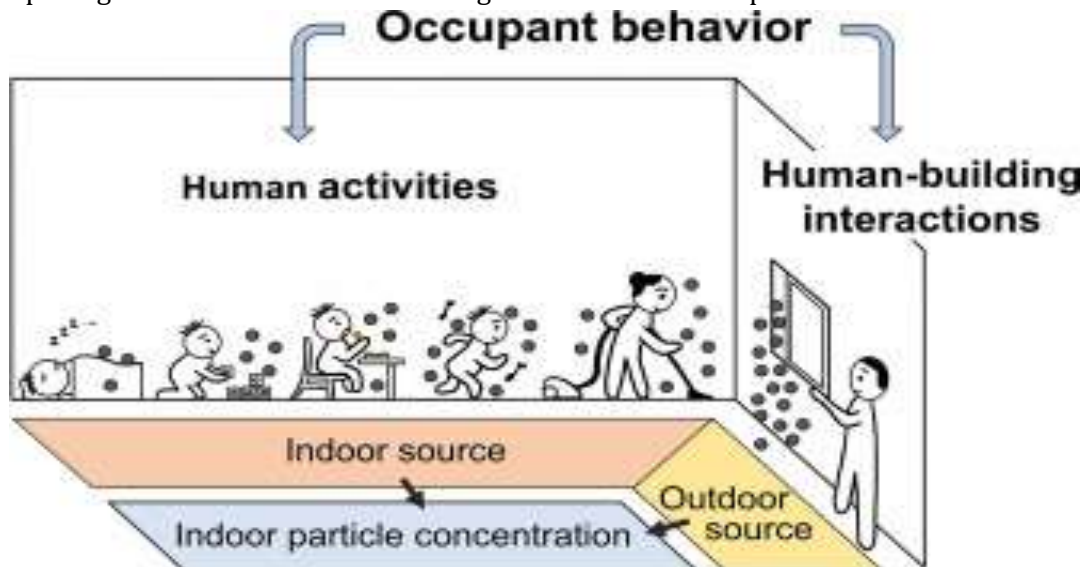 Occupant behavior
Human activities
Human-building
interactions
z z z
Indoor source
Outdoor
source
Indoor particle concentration